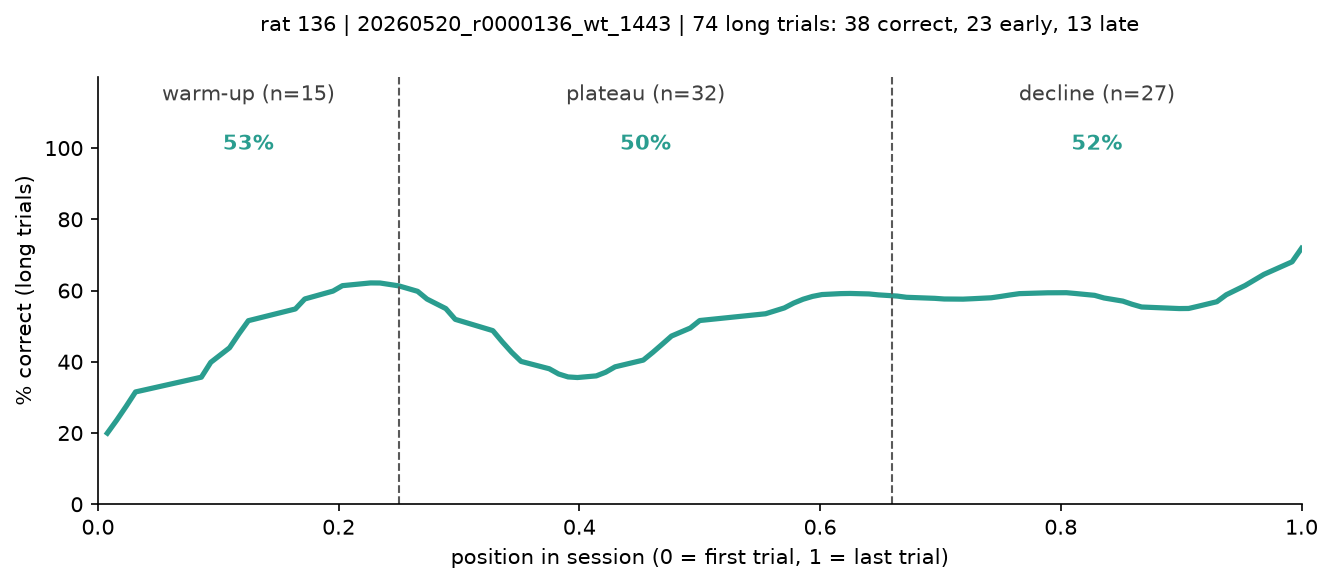 rat 136 | 20260520_r0000136_wt_1443 | 74 long trials: 38 correct, 23 early, 13 late
warm-up (n=15)
plateau (n=32)
decline (n=27)
53%
50%
52%
% correct (long trials)
100
80
60
40
20
0
0.0
0.2
0.4
0.6
0.8
1.0
position in session (0 = first trial, 1 = last trial)